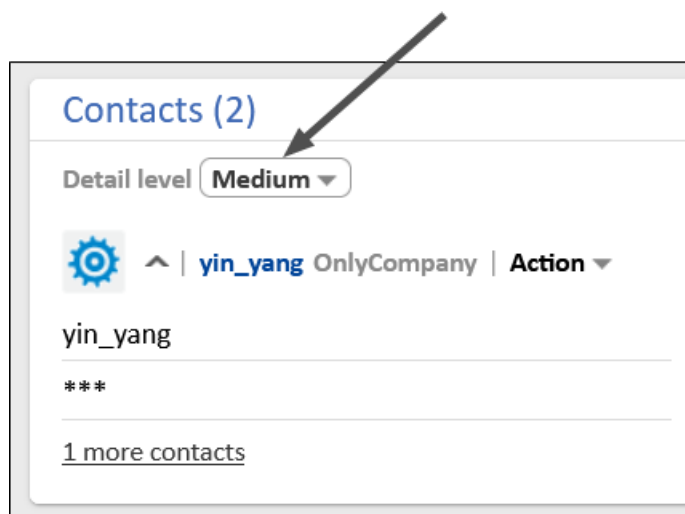 Contacts (2)
Detail level Medium
| yin_yang OnlyCompany | Action
yin_yang
***
1 more contacts